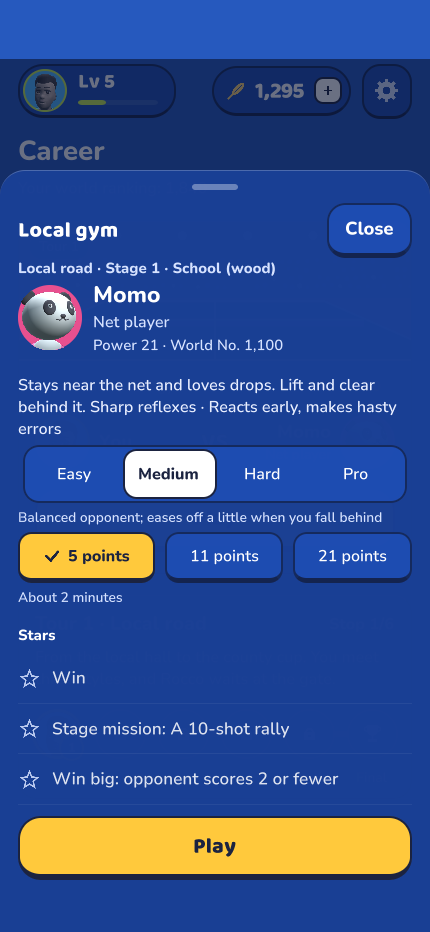 Lv 5
1,295
+
Career
Local gym
Close
Local road · Stage 1 · School (wood)
Momo
Net player
Power 21 · World No. 1,100
Stays near the net and loves drops. Lift and clear
behind it. Sharp reflexes · Reacts early, makes hasty
errors
Easy
Medium
Hard
Pro
Balanced opponent; eases off a little when you fall behind
5 points
11 points
21 points
About 2 minutes
Stars
Win
Stage mission: A 10-shot rally
Win big: opponent scores 2 or fewer
Play